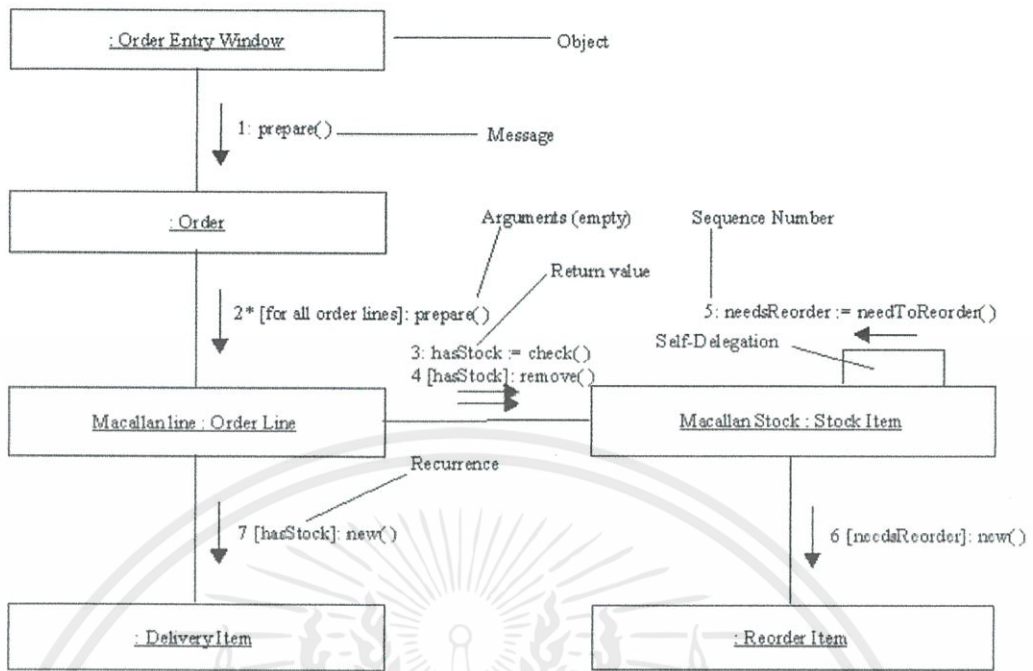 : Order Entry Window
Object
1: prepare()
Message
: Order
Arguments (empty)
Sequence Number
Return value
2* [for all order lines]: prepare()
5: needsReorder := needToReorder()
3: hasStock := check()
Self-Delegation
4 [hasStock]: remove()
Macallan line : Order Line
Macallan Stock : Stock Item
Recurrence
7 [hasStock]: new()
6 [needsReorder]: new()
: Delivery Item
: Reorder Item